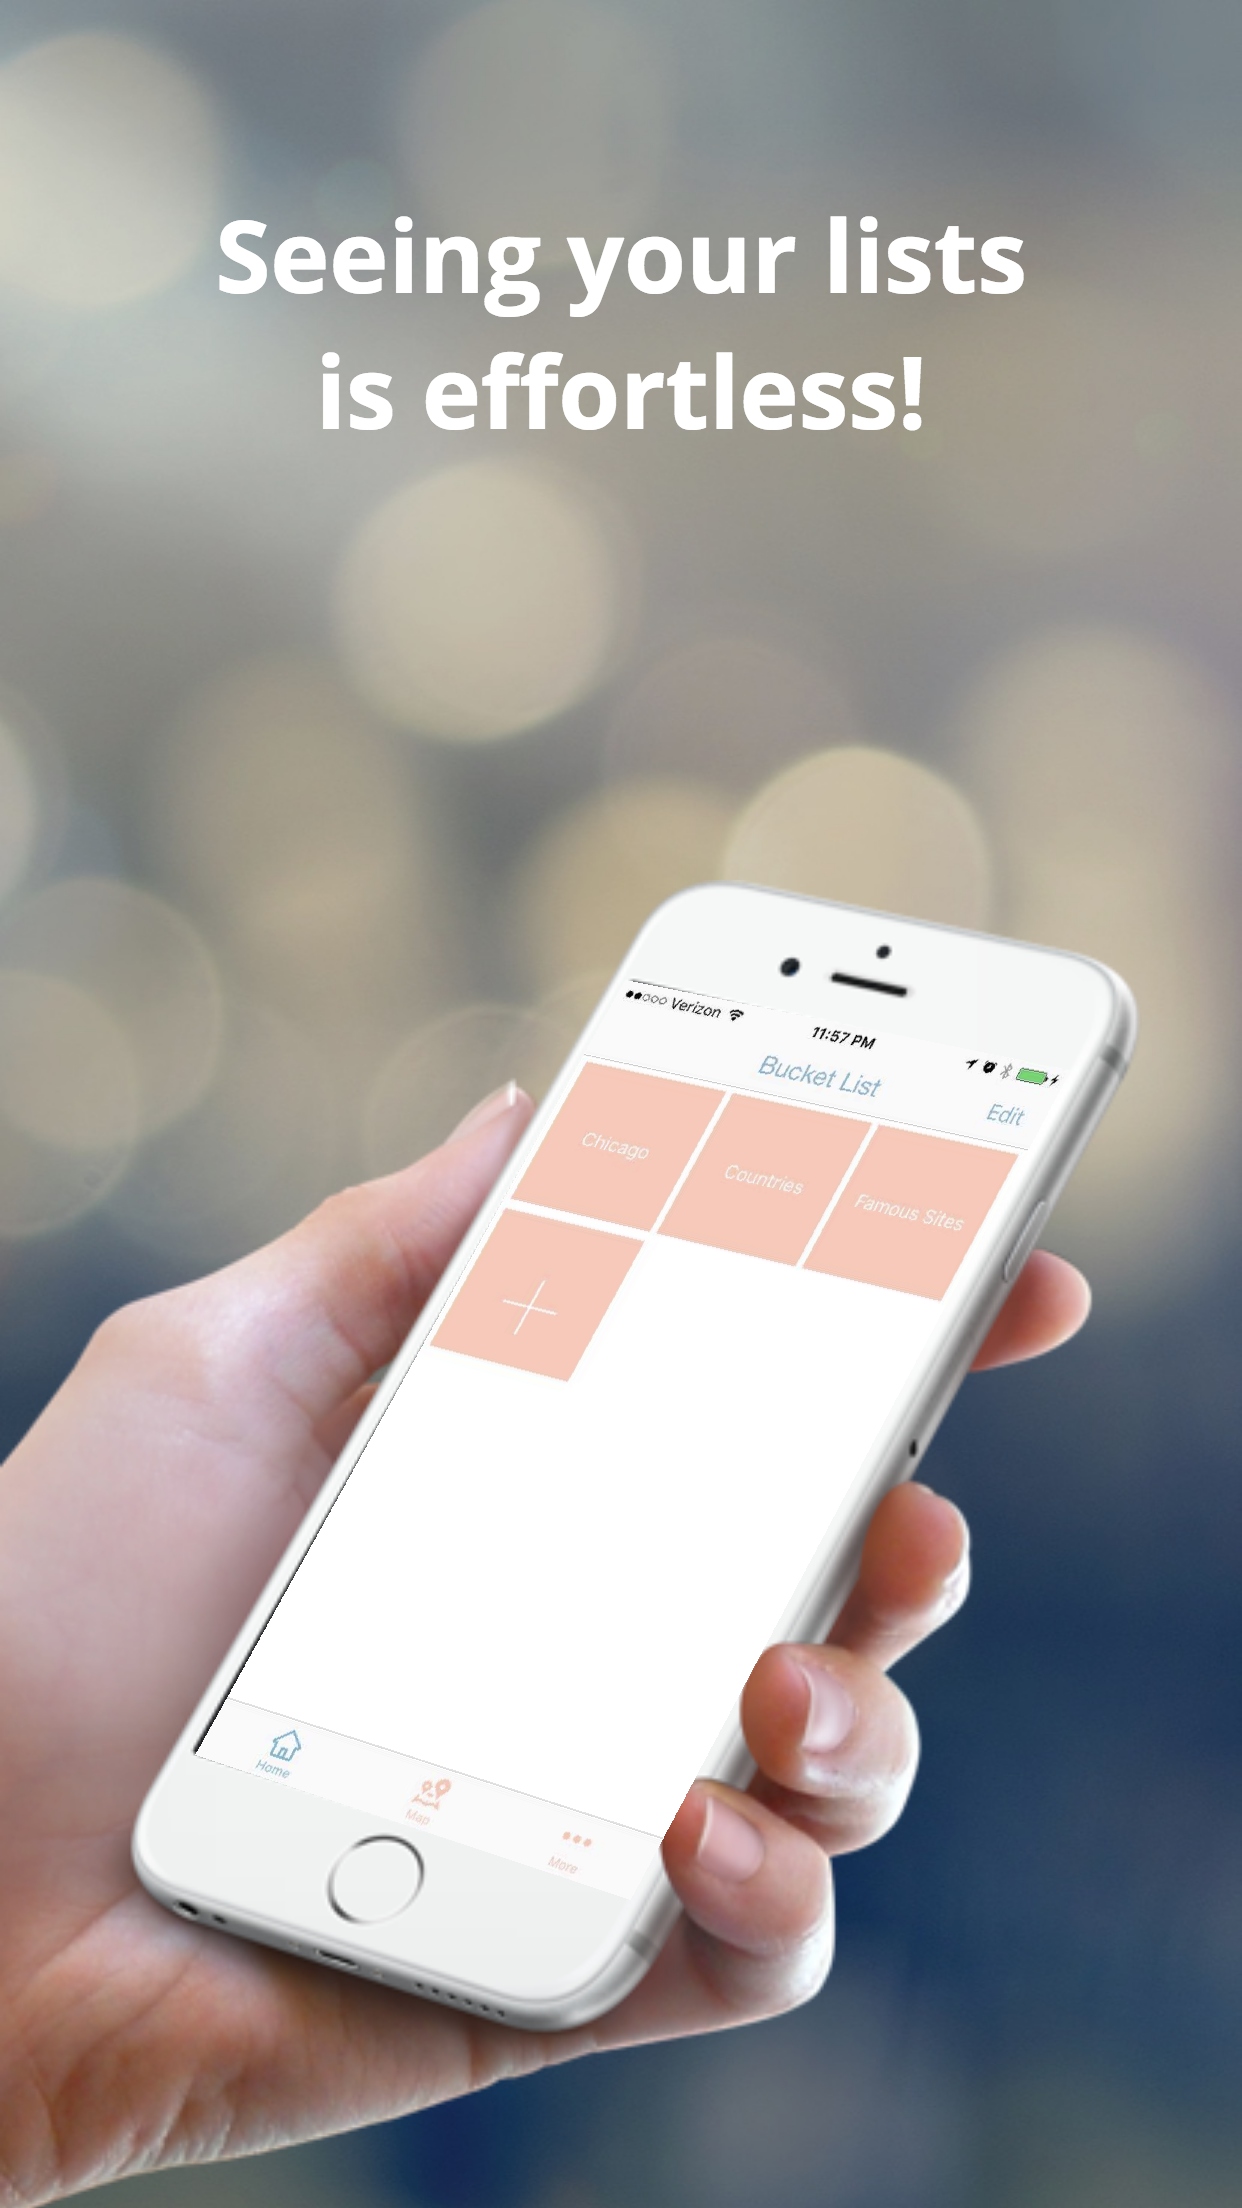 Seeing your lists
is effortless!
Verizon
11:57 PM
Bucket List
Edit
Chicago
Countries
Famous Sites
Home
Map
More